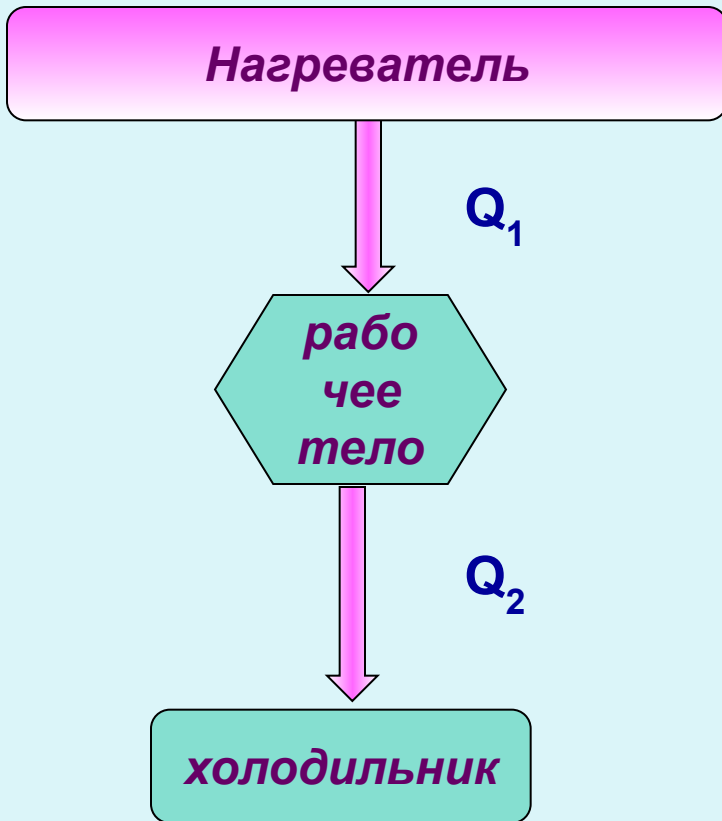 Нагреватель
Q₁
рабо
чее
тело
Q₂
холодильник